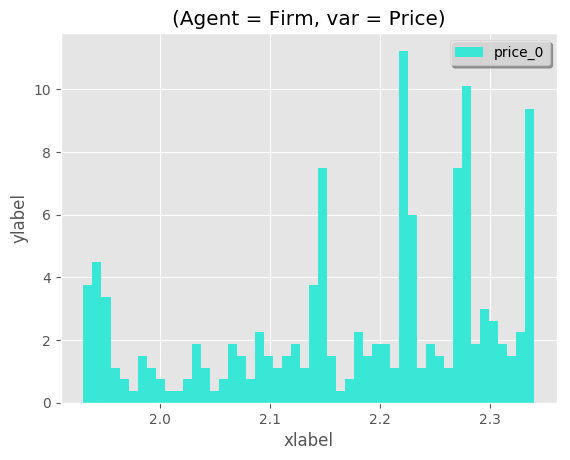 (Agent = Firm, var = Price)
price_0
10
8
6
4
2
0
ylabel
2.0
2.1
2.2
2.3
xlabel